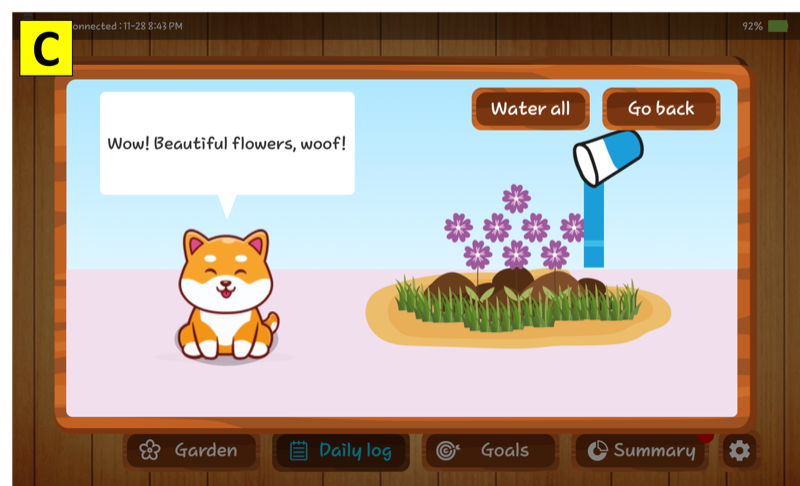 C
onnected : 11-28 8:43 PM
92%
Water all
Go back
Wow! Beautiful flowers, woof!
Garden
Daily log
Goals
Summary